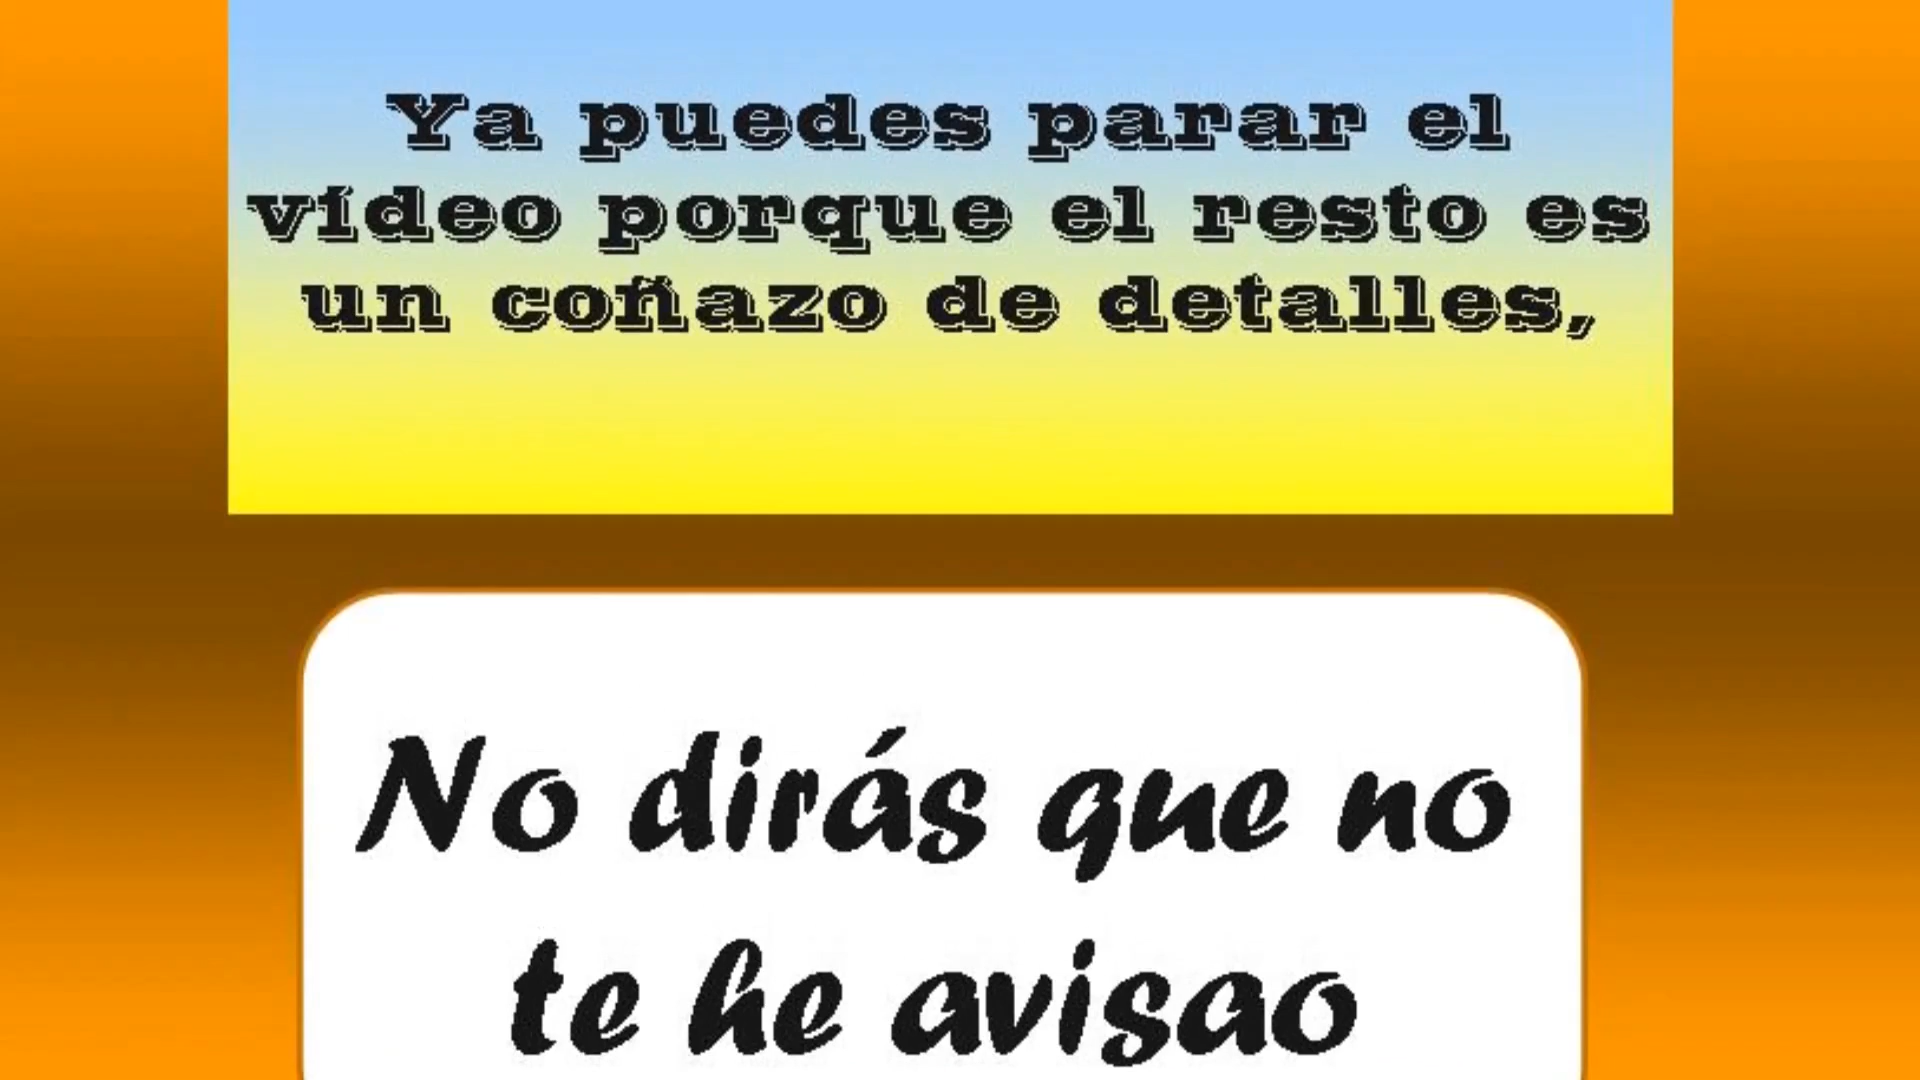 Ya puedes parar el
vídeo porque el resto es
un coñazo de detalles,
No dirás que no
te he avisao